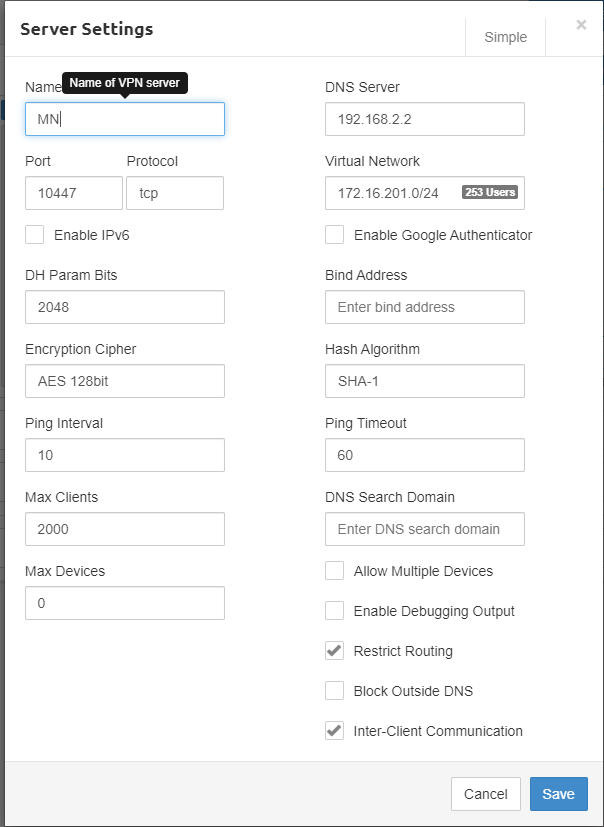 Server Settings
Simple
×
Name
Name of VPN server
DNS Server
MN
192.168.2.2
Port
Protocol
Virtual Network
10447
tcp
172.16.201.0/24
253 Users
Enable IPv6
Enable Google Authenticator
DH Param Bits
Bind Address
2048
Enter bind address
Encryption Cipher
Hash Algorithm
AES 128bit
SHA-1
Ping Interval
Ping Timeout
10
60
Max Clients
DNS Search Domain
2000
Enter DNS search domain
Max Devices
Allow Multiple Devices
0
Enable Debugging Output
Restrict Routing
Block Outside DNS
Inter-Client Communication
Cancel
Save